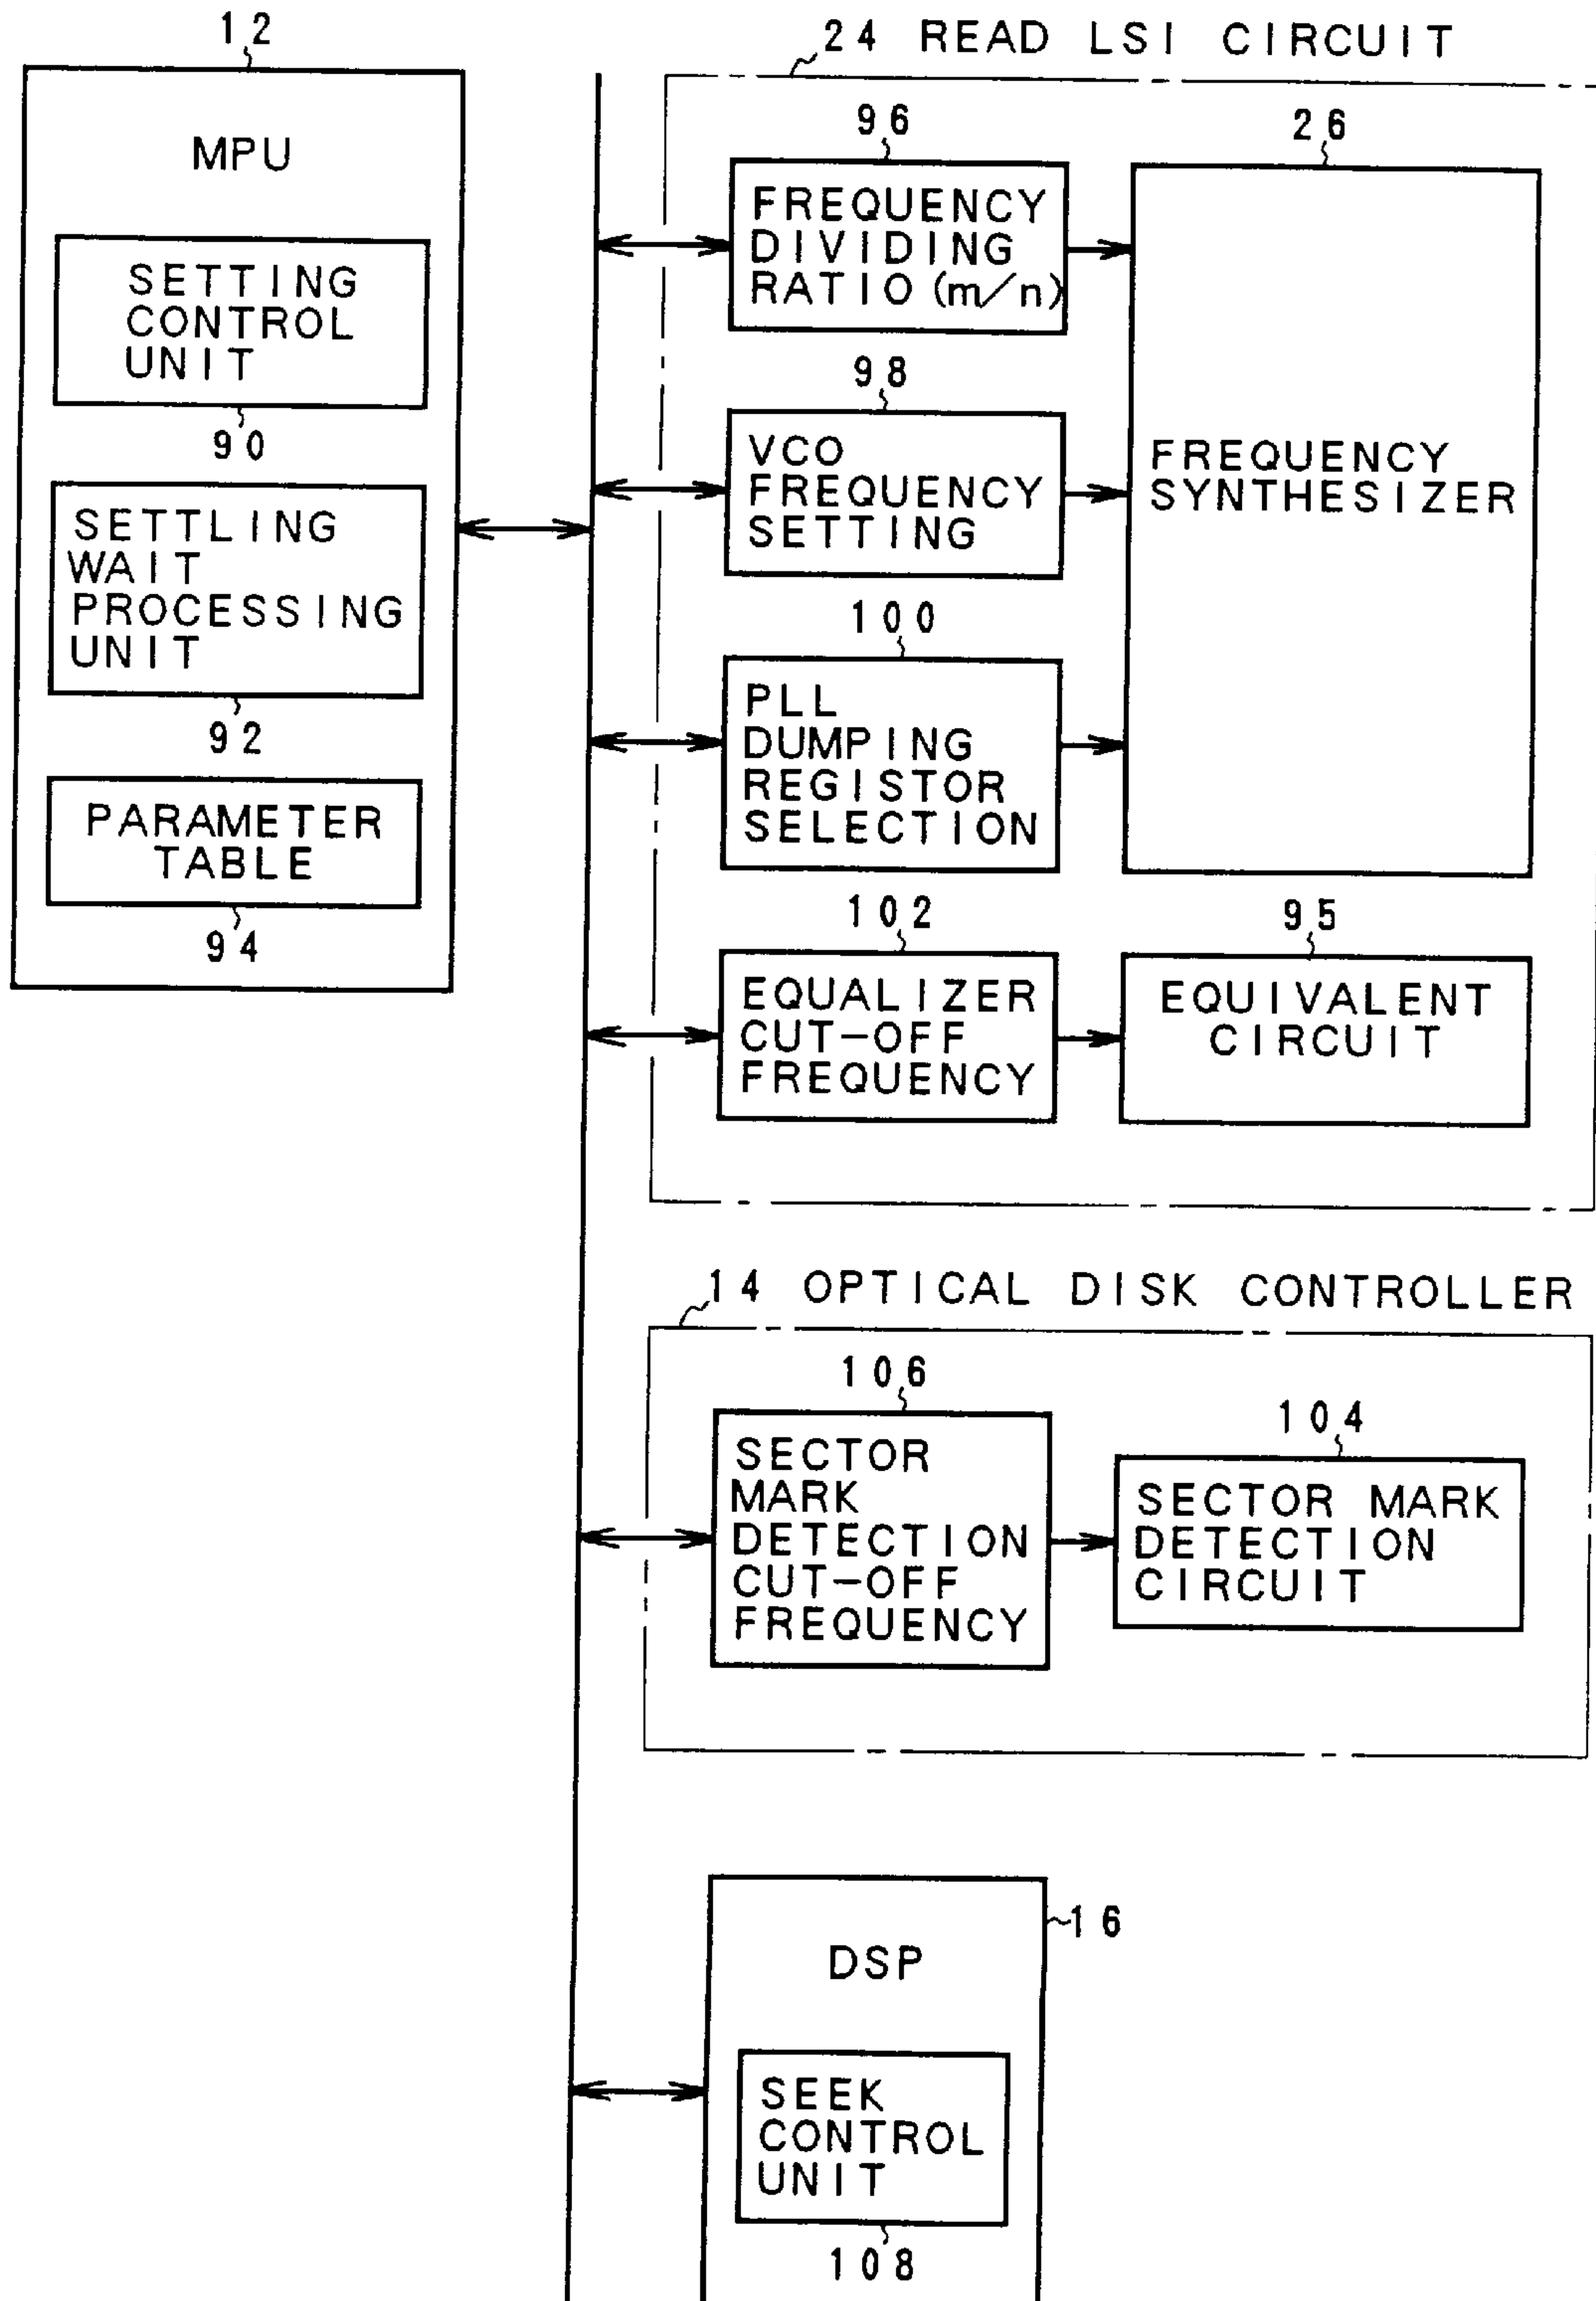 12
MPU
SETTING
CONTROL
UNIT
90
SETTLING
WAIT
PROCESSING
UNIT
92
PARAMETER
TABLE
94
24 READ LSI CIRCUIT
96
FREQUENCY
DIVIDING
RATIO (m/n)
26
FREQUENCY
SYNTHESIZER
98
VCO
FREQUENCY
SETTING
100
PLL
DUMPING
REGISTOR
SELECTION
102
EQUALIZER
CUT-OFF
FREQUENCY
95
EQUIVALENT
CIRCUIT
14 OPTICAL DISK CONTROLLER
106
SECTOR
MARK
DETECTION
CUT-OFF
FREQUENCY
104
SECTOR MARK
DETECTION
CIRCUIT
16
DSP
SEEK
CONTROL
UNIT
108